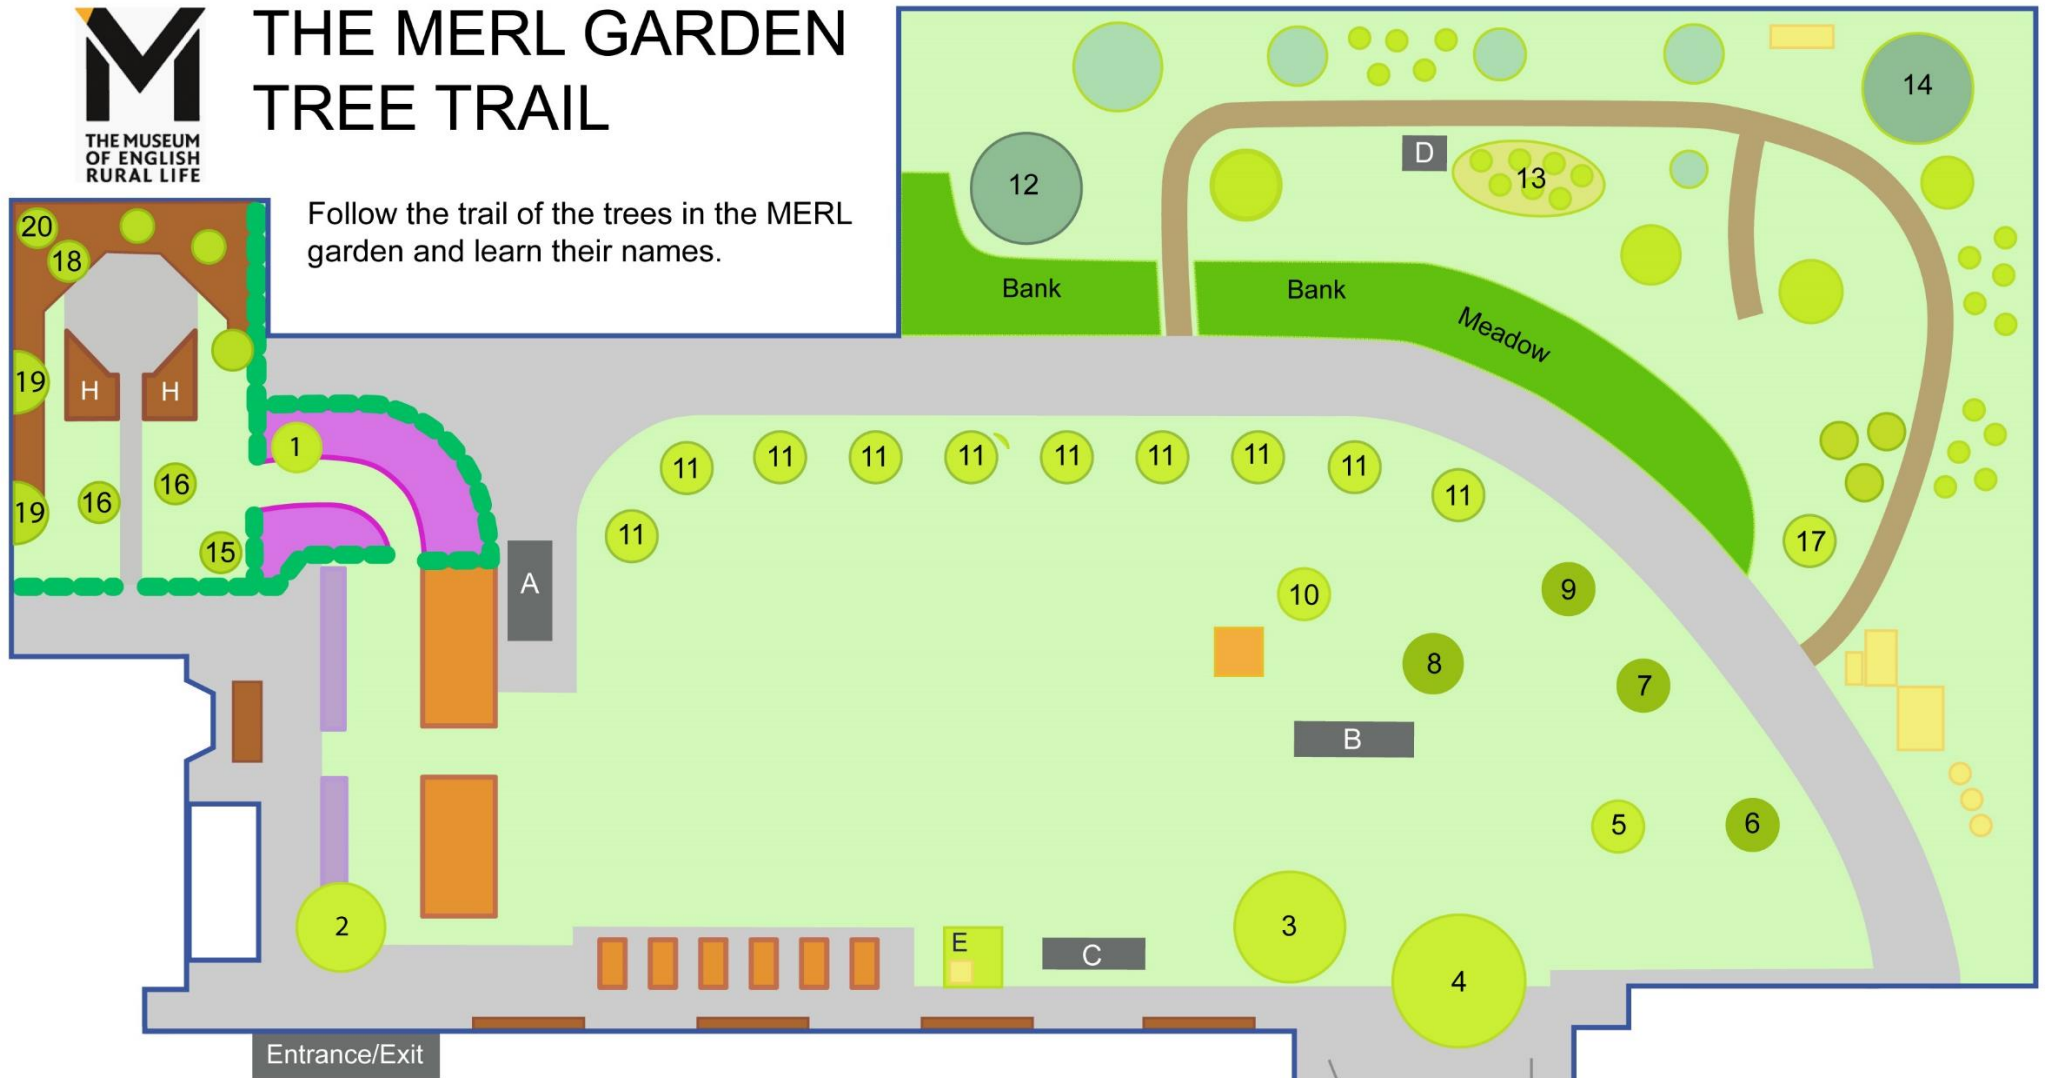 THE MUSEUM
OF ENGLISH
RURAL LIFE
THE MERL GARDEN
TREE TRAIL
Follow the trail of the trees in the MERL
garden and learn their names.
14
12
D
13
20
18
Bank
Bank
Meadow
19
H
H
1
11
11
11
11
11
11
11
11
11
11
16
16
19
15
17
A
10
9
8
7
B
5
6
2
3
E
C
4
Entrance/Exit